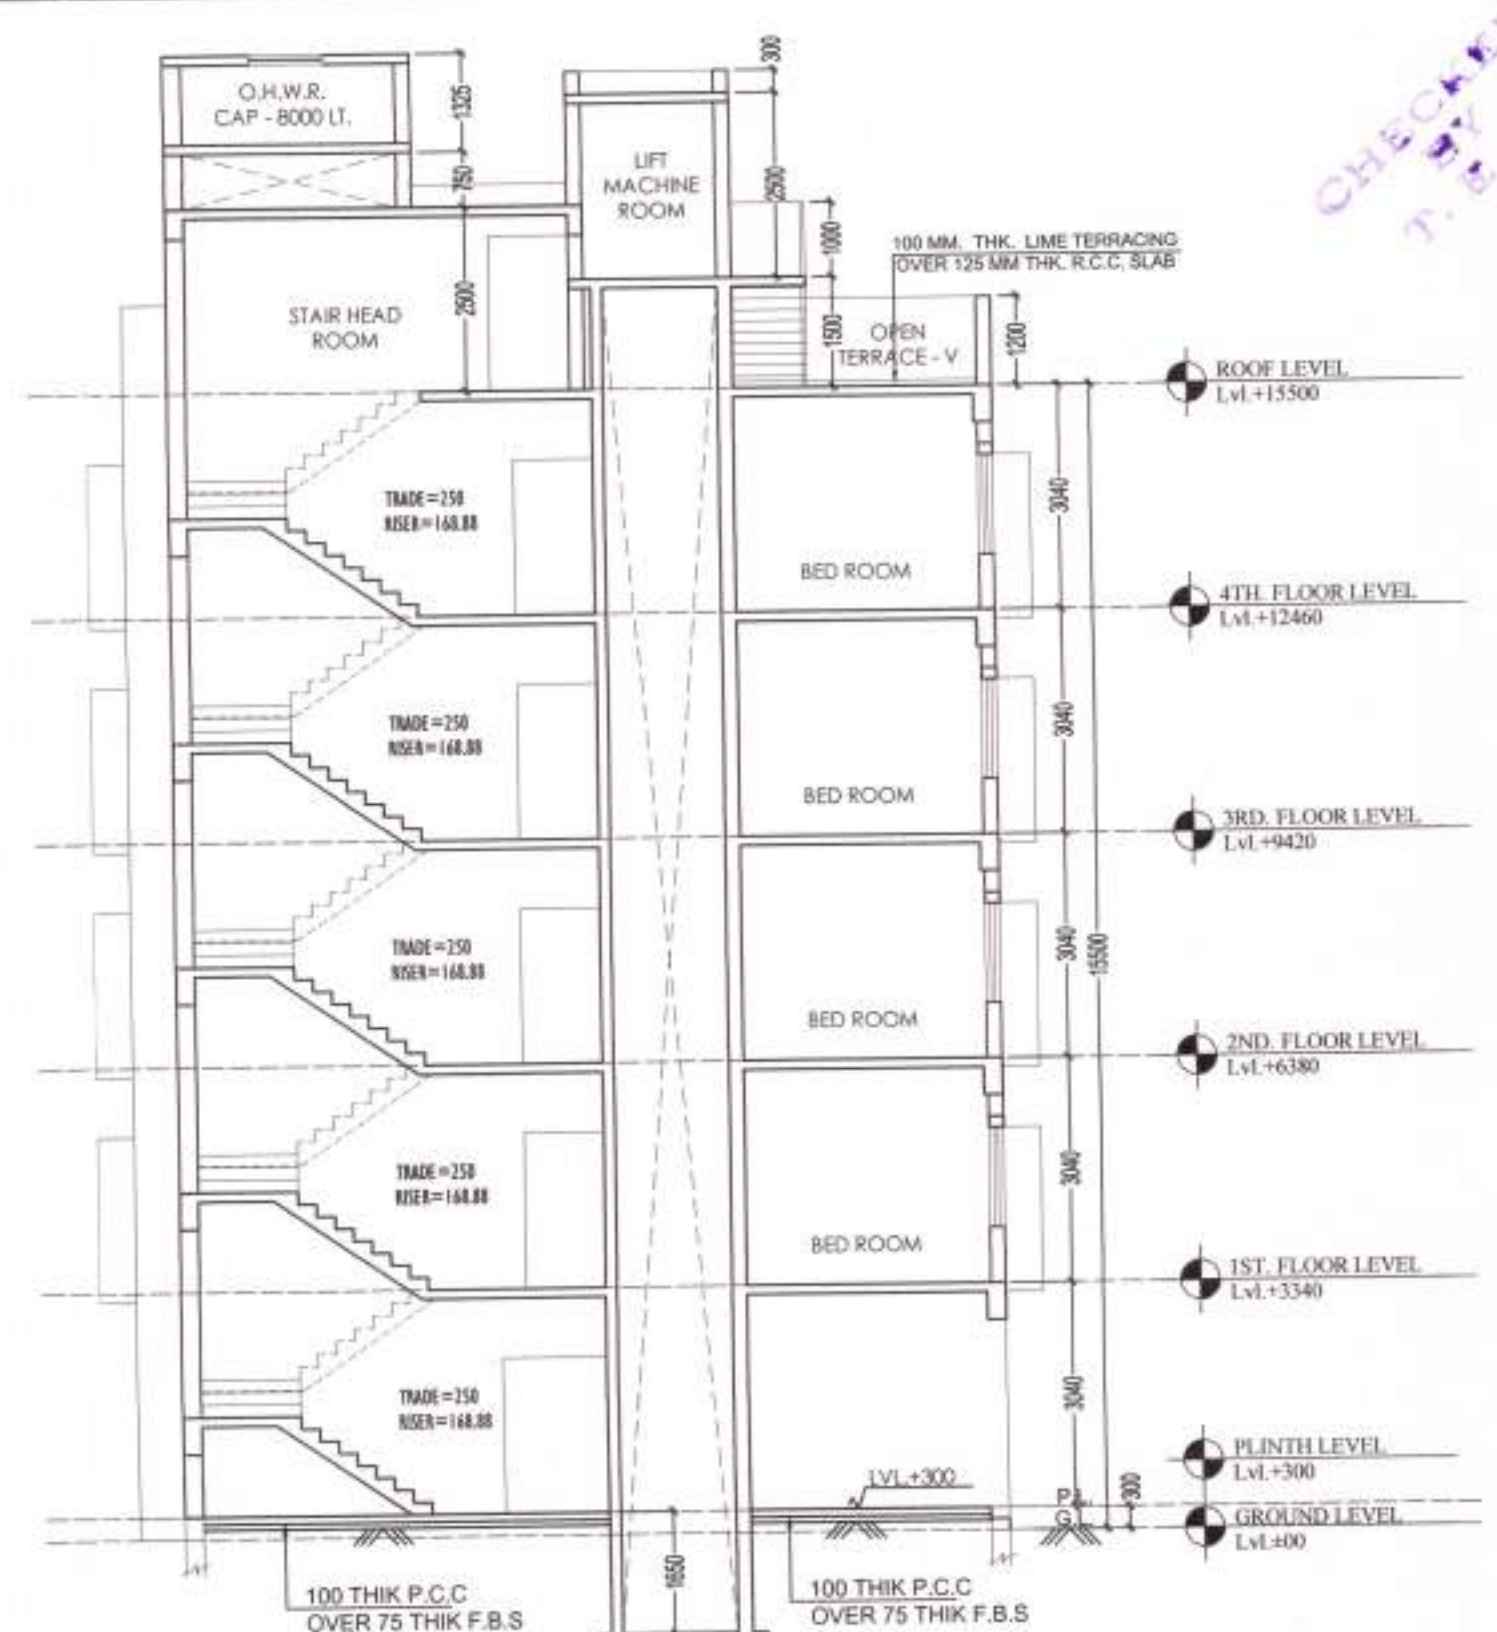 O.H.W.R.
CAP - 8000 LT.
1325
750
300
LIFT
MACHINE
ROOM
2500
1000
CHECKED
BY
100 MM. THK. LIME TERRACING
OVER 125 MM THK. R.C.C. SLAB
STAIR HEAD
ROOM
2500
1500
OPEN
TERRACE - V
1200
ROOF LEVEL
Lvl.+15500
TRADE=250
RISER=168.88
3040
BED ROOM
4TH. FLOOR LEVEL
Lvl.+12460
TRADE=250
RISER=168.88
3040
BED ROOM
3RD. FLOOR LEVEL
Lvl.+9420
TRADE=250
RISER=168.88
3040
15500
BED ROOM
2ND. FLOOR LEVEL
Lvl.+6380
TRADE=250
RISER=168.88
3040
BED ROOM
1ST. FLOOR LEVEL
Lvl.+3340
TRADE=250
RISER=168.88
3040
PLINTH LEVEL
Lvl.+300
LVL.+300
300
G
GROUND LEVEL
Lvl.±00
1650
100 THIK P.C.C
OVER 75 THIK F.B.S
100 THIK P.C.C
OVER 75 THIK F.B.S